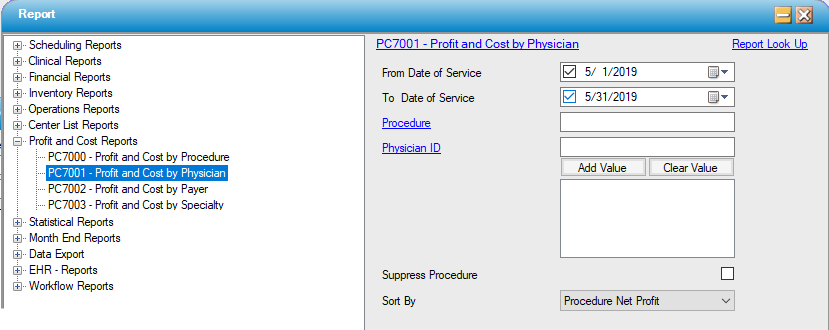 Report
Scheduling Reports
Clinical Reports
Financial Reports
Inventory Reports
Operations Reports
Center List Reports
Profit and Cost Reports
PC7000 - Profit and Cost by Procedure
PC7001 - Profit and Cost by Physician
PC7002 - Profit and Cost by Payer
PC7003 - Profit and Cost by Specialty
Statistical Reports
Month End Reports
Data Export
EHR - Reports
Workflow Reports
PC7001 - Profit and Cost by Physician Report Look Up
From Date of Service 5/ 1/2019
To Date of Service 5/31/2019
Procedure
Physician ID
Add Value Clear Value
Suppress Procedure
Sort By Procedure Net Profit